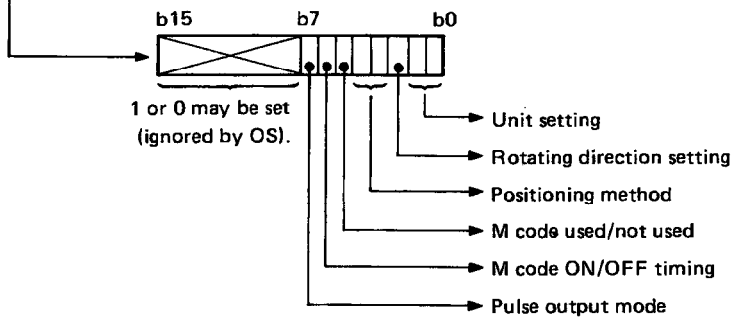 b15 b7 b0
1 or 0 may be set
(ignored by OS).
Unit setting
Rotating direction setting
Positioning method
M code used/not used
M code ON/OFF timing
Pulse output mode